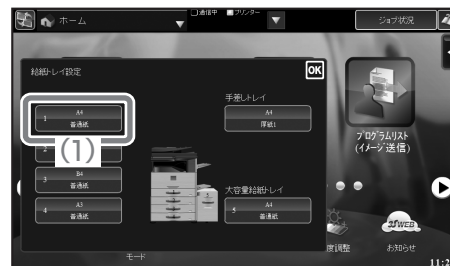 ホーム
通信中
プリンター
ジョブ状況
給紙トレイ設定
OK
1
A4
普通紙
(1)
2
3
B4
普通紙
4
A3
普通紙
手差しトレイ
A4
厚紙1
大容量給紙トレイ
5
A4
普通紙
プログラムリスト
(イメージ送信)
モード
度調整
お知らせ
11:2